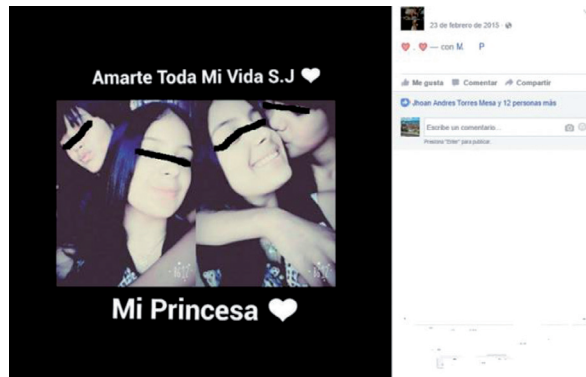 Amarte Toda Mi Vida S.J
Mi Princesa
23 de febrero de 2015
— con M. P
Me gusta Comentar Compartir
Jhoan Andres Torres Mesa y 12 personas más
Escribe un comentario...
Presiona "Enter" para publicar.